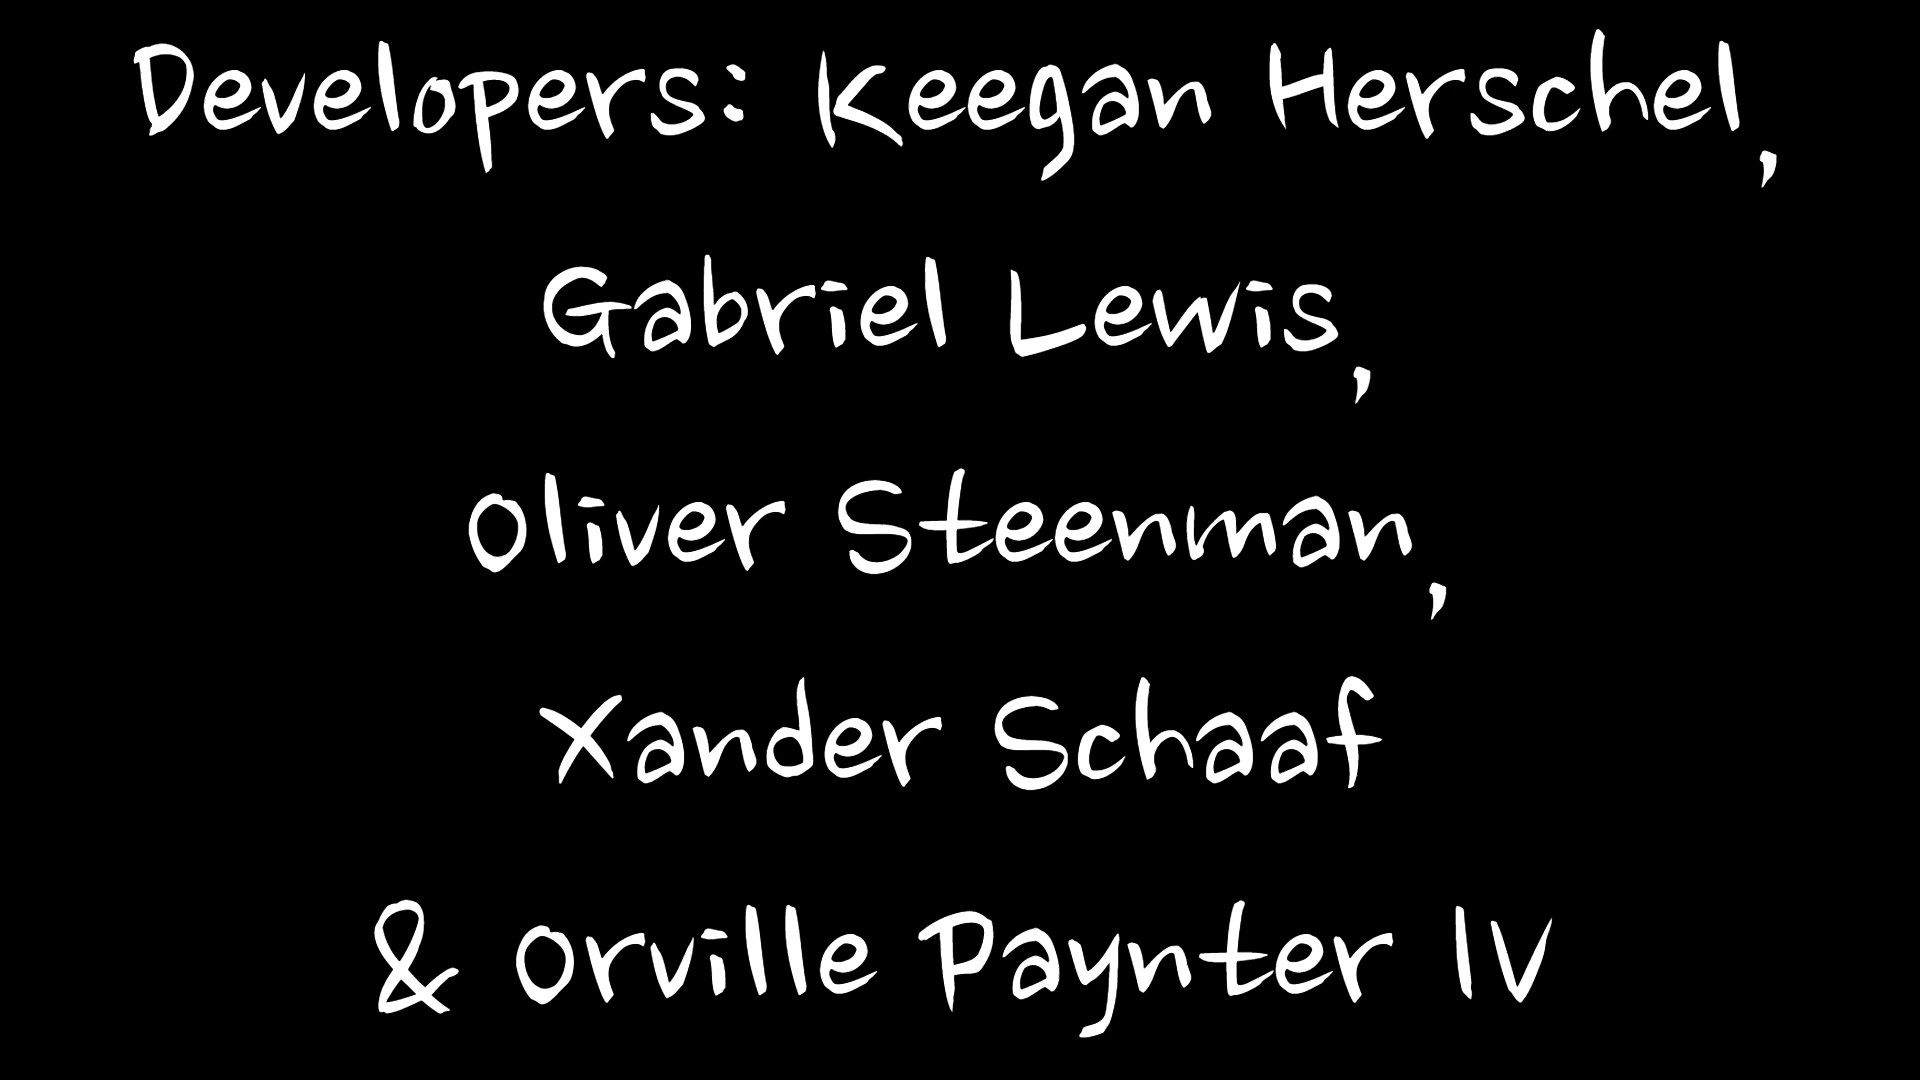 Developers: Keegan Herschel,
Gabriel Lewis,
Oliver Steenman,
Xander Schaaf
& Orville Paynter IV